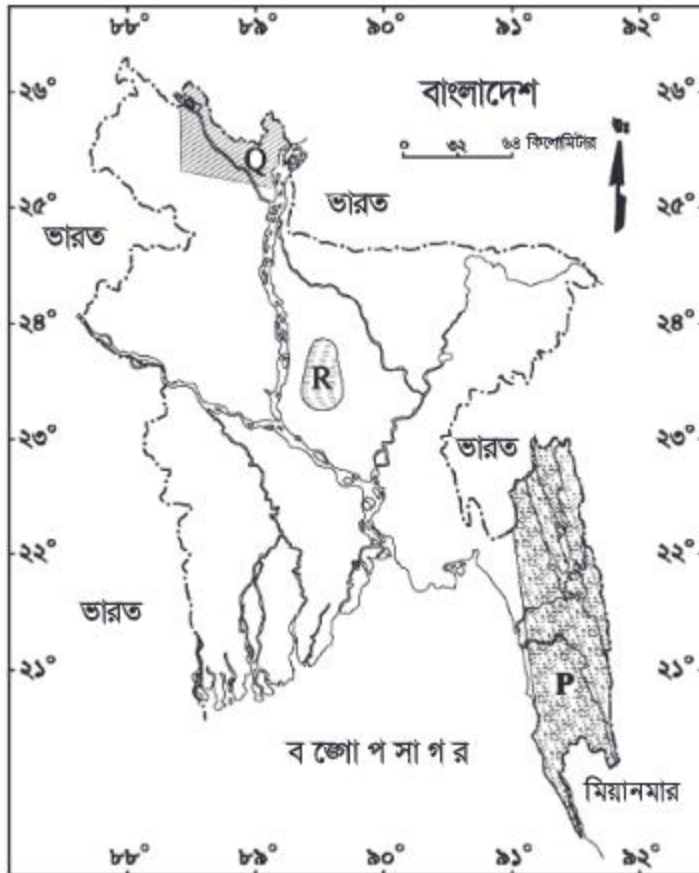 ৮৮° ৮৯° ৯০° ৯১° ৯২°
২৬° ২৬°
বাংলাদেশ
০ ৩২ ৬৪ কিলোমিটার
উঃ
Q
২৫° ২৫°
ভারত
ভারত
২৪° ২৪°
R
২৩° ২৩°
ভারত
২২° ২২°
ভারত
২১° ২১°
P
ব ঙ্গো প সা গ র
মিয়ানমার
৮৮° ৮৯° ৯০° ৯১° ৯২°